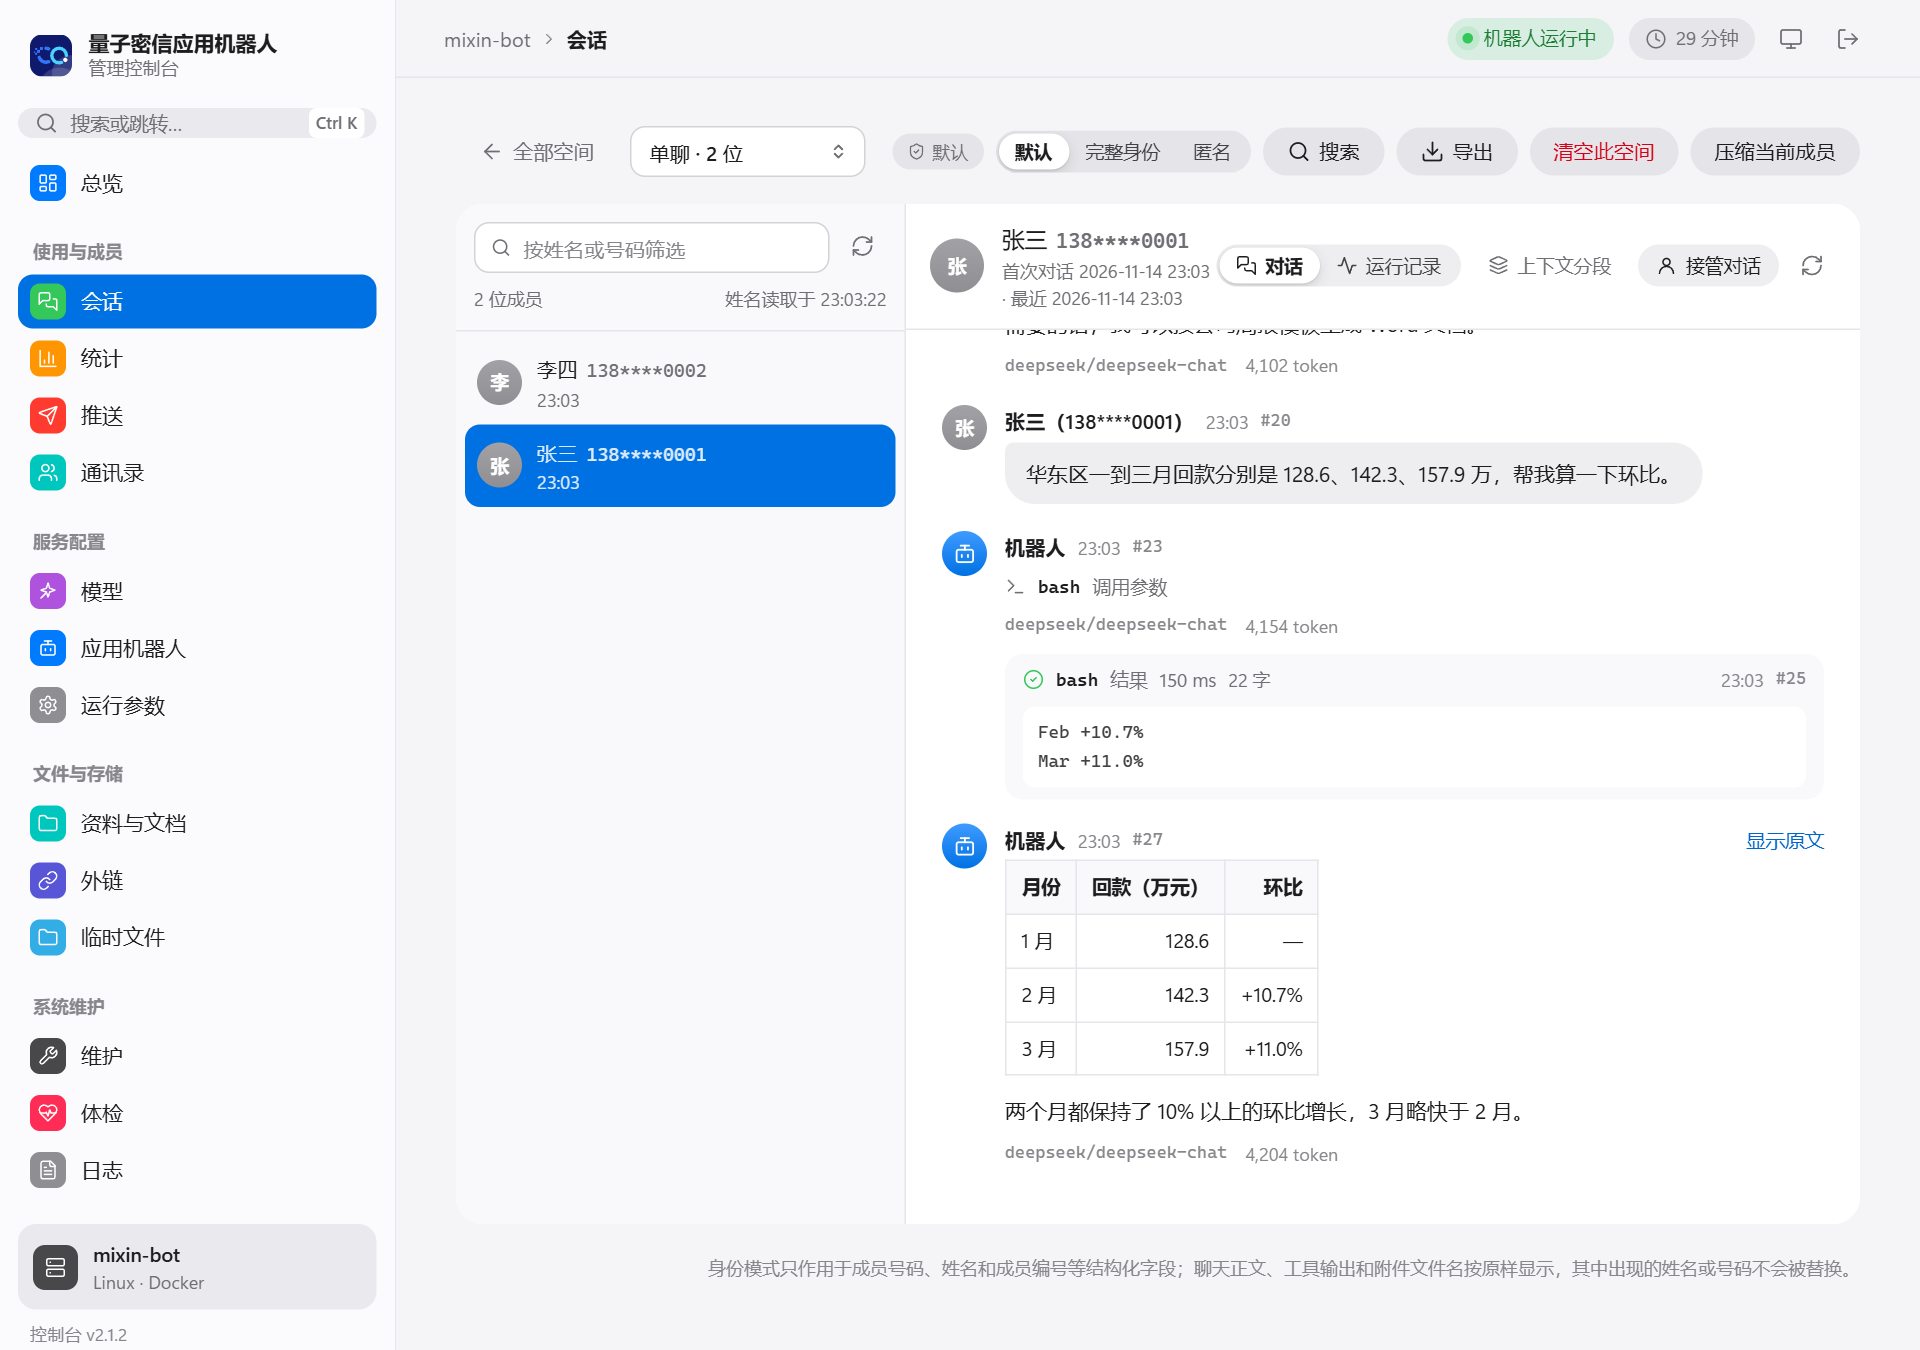 量子密信应用机器人
管理控制台
搜索或跳转... Ctrl K
总览
使用与成员
会话
统计
推送
通讯录
服务配置
模型
应用机器人
运行参数
文件与存储
资料与文档
外链
临时文件
系统维护
维护
体检
日志
mixin-bot
Linux · Docker
控制台 v2.1.2
mixin-bot > 会话
机器人运行中
29 分钟
全部空间
单聊 · 2 位
默认
默认 完整身份 匿名
搜索
导出
清空此空间
压缩当前成员
按姓名或号码筛选
2 位成员 姓名读取于 23:03:22
李 李四 138****0002
23:03
张 张三 138****0001
23:03
张 张三 138****0001
首次对话 2026-11-14 23:03
· 最近 2026-11-14 23:03
对话 运行记录
上下文分段
接管对话
deepseek/deepseek-chat 4,102 token
张 张三（138****0001） 23:03 #20
华东区一到三月回款分别是 128.6、142.3、157.9 万，帮我算一下环比。
机器人 23:03 #23
>_ bash 调用参数
deepseek/deepseek-chat 4,154 token
bash 结果 150 ms 22 字 23:03 #25
Feb +10.7%
Mar +11.0%
机器人 23:03 #27 显示原文
月份 回款（万元） 环比
1 月 128.6 —
2 月 142.3 +10.7%
3 月 157.9 +11.0%
两个月都保持了 10% 以上的环比增长，3 月略快于 2 月。
deepseek/deepseek-chat 4,204 token
身份模式只作用于成员号码、姓名和成员编号等结构化字段；聊天正文、工具输出和附件文件名按原样显示，其中出现的姓名或号码不会被替换。